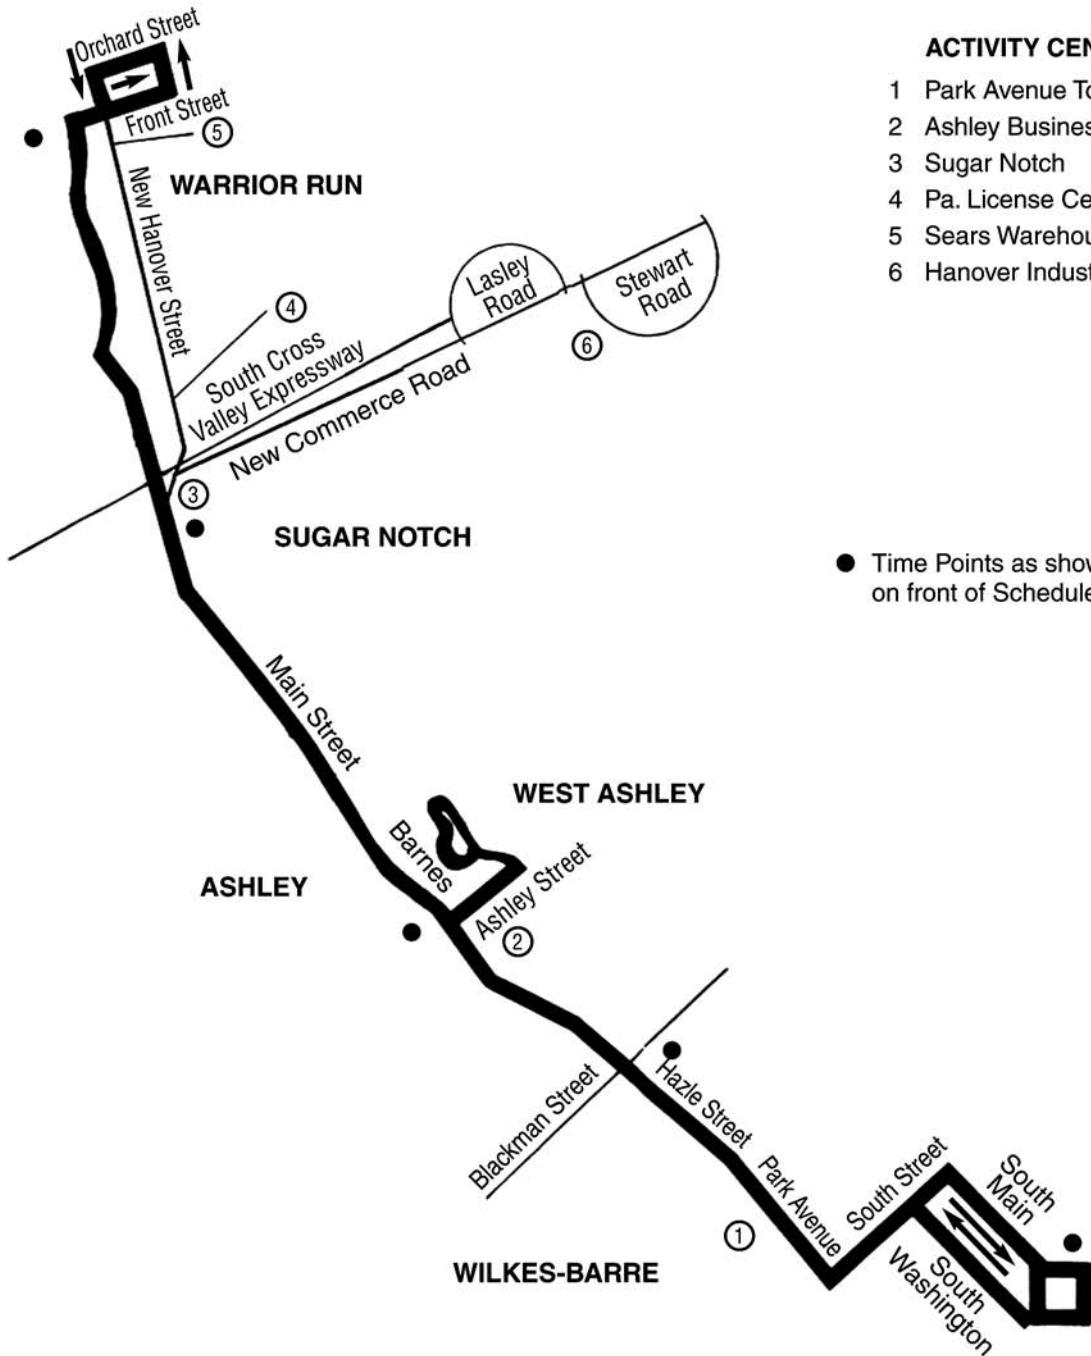 Orchard Street
Front Street
5
WARRIOR RUN
New Hanover Street
4
South Cross
Valley Expressway
New Commerce Road
Lasley
Road
Stewart
Road
6
3
SUGAR NOTCH
Main Street
WEST ASHLEY
Barnes
Ashley Street
ASHLEY
2
Blackman Street
Hazle Street
Park Avenue
1
WILKES-BARRE
South Street
South
Main
South
Washington
ACTIVITY CEN
1 Park Avenue To
2 Ashley Busines
3 Sugar Notch
4 Pa. License Ce
5 Sears Warehou
6 Hanover Indust
Time Points as show
on front of Schedule